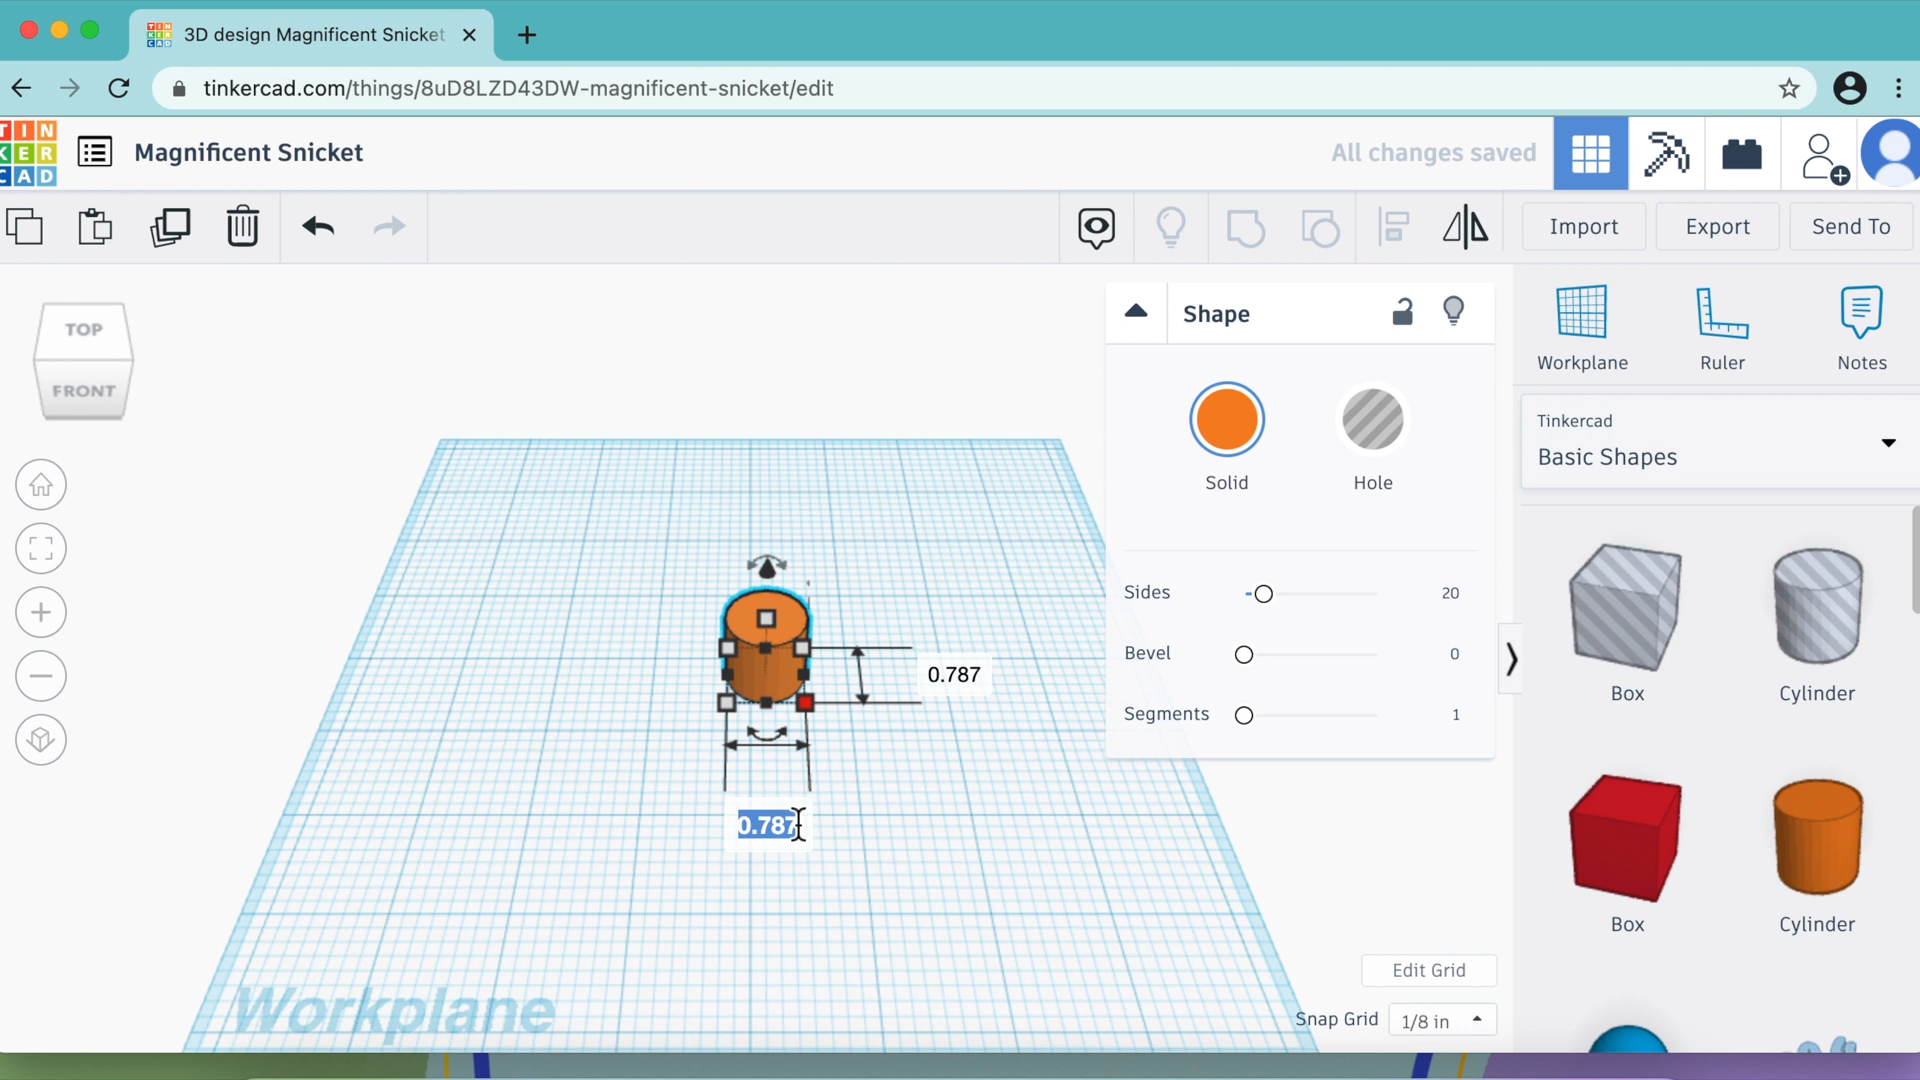 3D design Magnificent Snicket
tinkercad.com/things/8uD8LZD43DW-magnificent-snicket/edit
TIN
KER
CAD
Magnificent Snicket
All changes saved
Import
Export
Send To
TOP
FRONT
Shape
Solid
Hole
Sides
20
Bevel
0
Segments
1
Workplane
Ruler
Notes
Tinkercad
Basic Shapes
Box
Cylinder
Box
Cylinder
0.787
0.787
Workplane
Edit Grid
Snap Grid
1/8 in